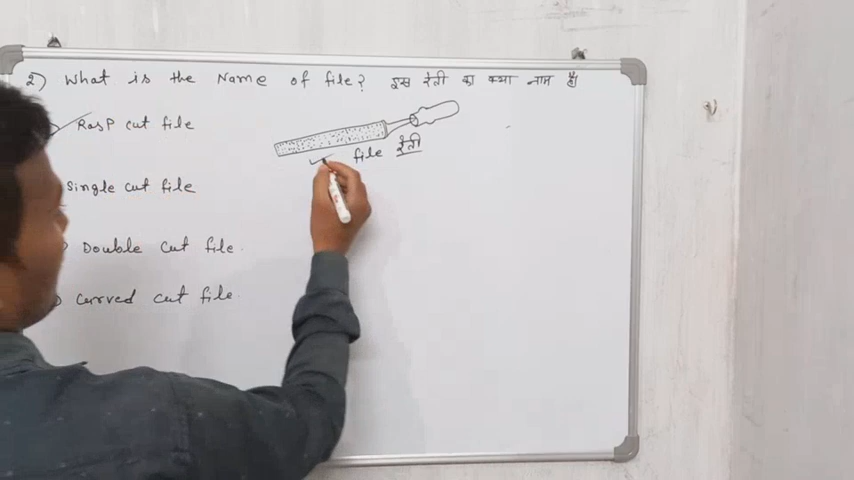 2) What is the Name of file? इस रेती का क्या नाम है।
RasP cut file
file रेती
Single cut file
Double cut file.
Curved cut file.